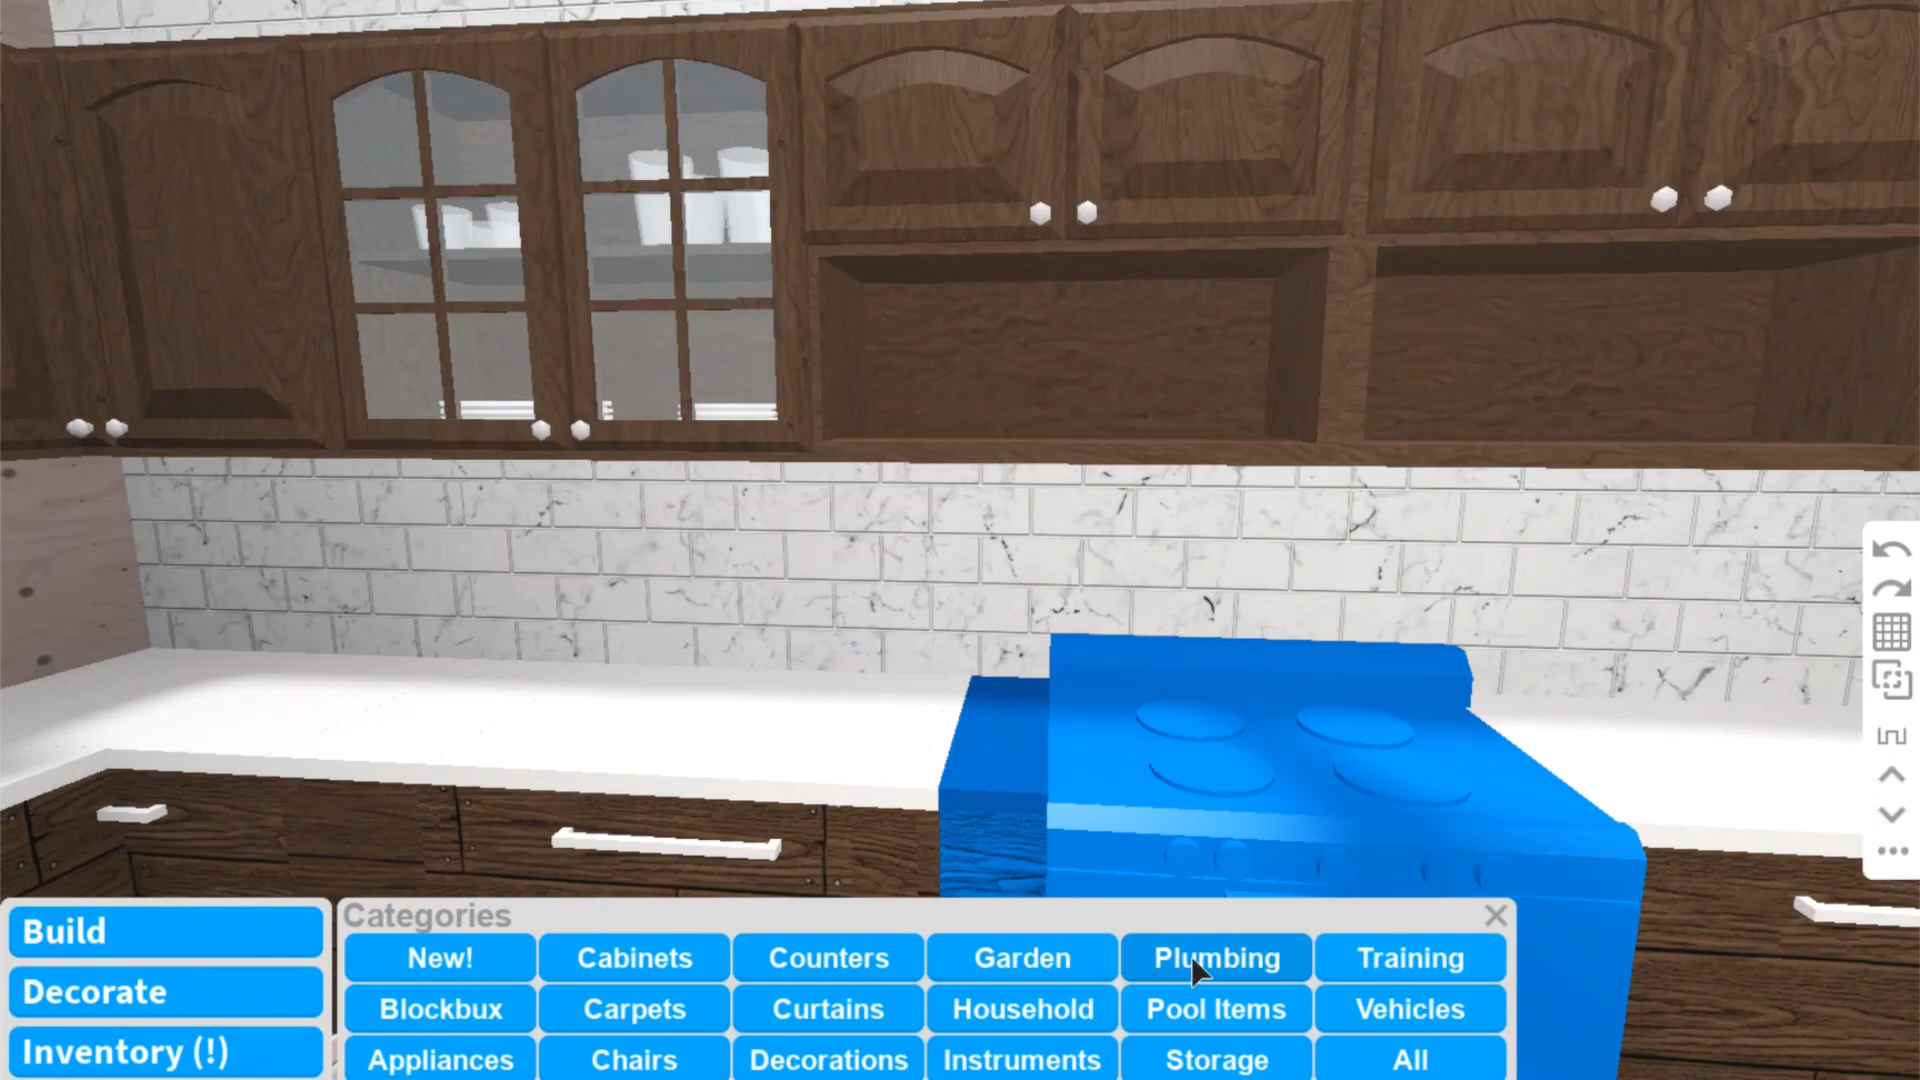 Build
Decorate
Inventory (!)
Categories
New! Cabinets Counters Garden Plumbing Training
Blockbux Carpets Curtains Household Pool Items Vehicles
Appliances Chairs Decorations Instruments Storage All